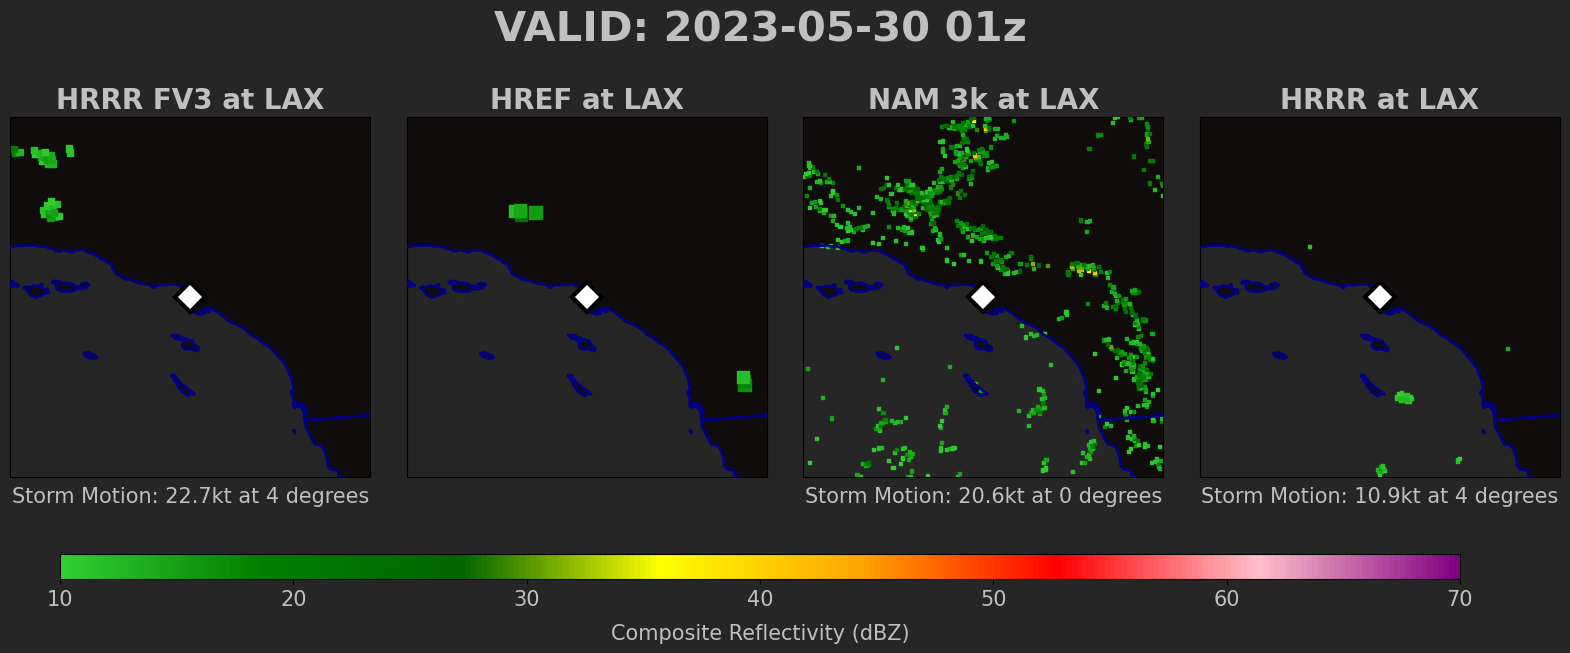 VALID: 2023-05-30 01z
HRRR FV3 at LAX
HREF at LAX
NAM 3k at LAX
HRRR at LAX
Storm Motion: 22.7kt at 4 degrees
Storm Motion: 20.6kt at 0 degrees
Storm Motion: 10.9kt at 4 degrees
10 20 30 40 50 60 70
Composite Reflectivity (dBZ)